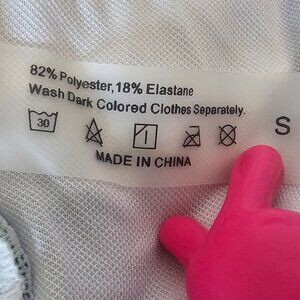 82% Polyester, 18% Elastane
Wash Dark Colored Clothes Separately.
30
S
MADE IN CHINA